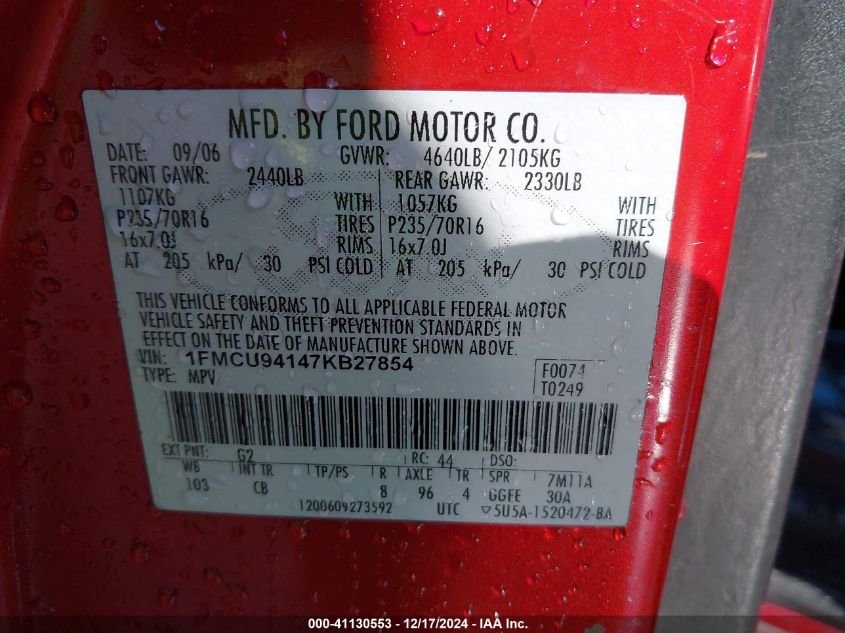 MFD. BY FORD MOTOR CO.
DATE: 09/06 GVWR: 4640LB/ 2105KG
FRONT GAWR: 2440LB REAR GAWR: 2330LB
1107KG WITH 1057KG WITH
P235/70R16 TIRES P235/70R16 TIRES
16x7.0J RIMS 16x7.0J RIMS
AT 205 kPa/ 30 PSI COLD AT 205 kPa/ 30 PSI COLD
THIS VEHICLE CONFORMS TO ALL APPLICABLE FEDERAL MOTOR
VEHICLE SAFETY AND THEFT PREVENTION STANDARDS IN
EFFECT ON THE DATE OF MANUFACTURE SHOWN ABOVE.
VIN: 1FMCU94147KB27854 F0074
TYPE: MPV T0249
EXT PNT: G2 RC: 44 DSO:
WB INT TR TP/PS R AXLE TR SPR 7M11A
103 CB 8 96 4 GGFE 30A
1200609273592 UTC ▽5U5A-1520472-BA
000-41130553 - 12/17/2024 - IAA Inc.